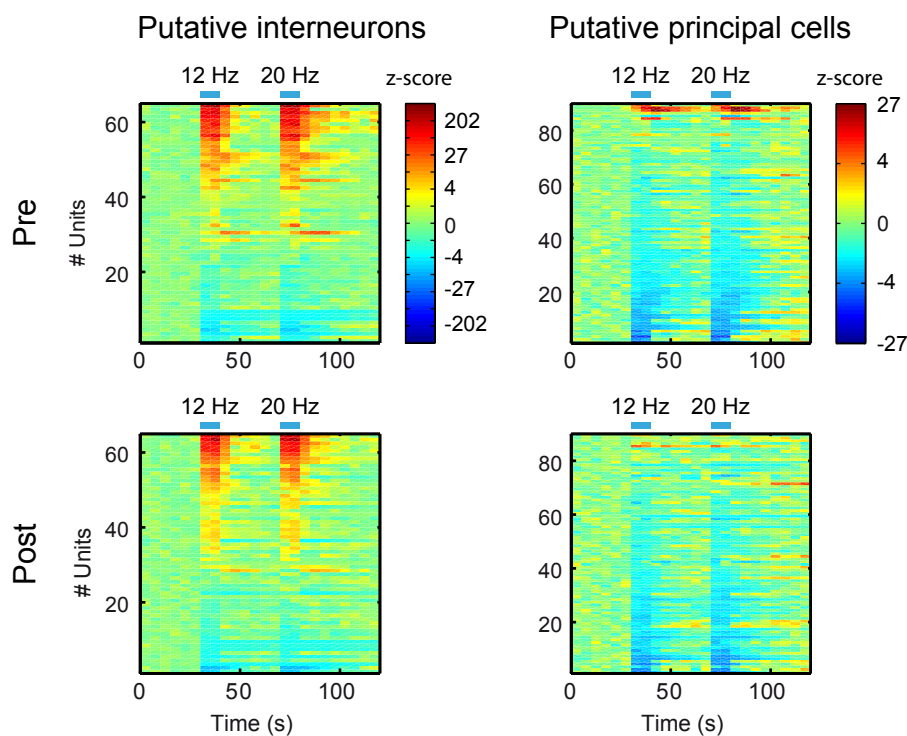 Putative interneurons
Putative principal cells
12 Hz 20 Hz z-score
12 Hz 20 Hz z-score
Pre
# Units
60
40
20
0 50 100
202
27
4
0
-4
-27
-202
80
60
40
20
0 50 100
27
4
0
-4
-27
12 Hz 20 Hz
12 Hz 20 Hz
Post
# Units
60
40
20
0 50 100
Time (s)
80
60
40
20
0 50 100
Time (s)